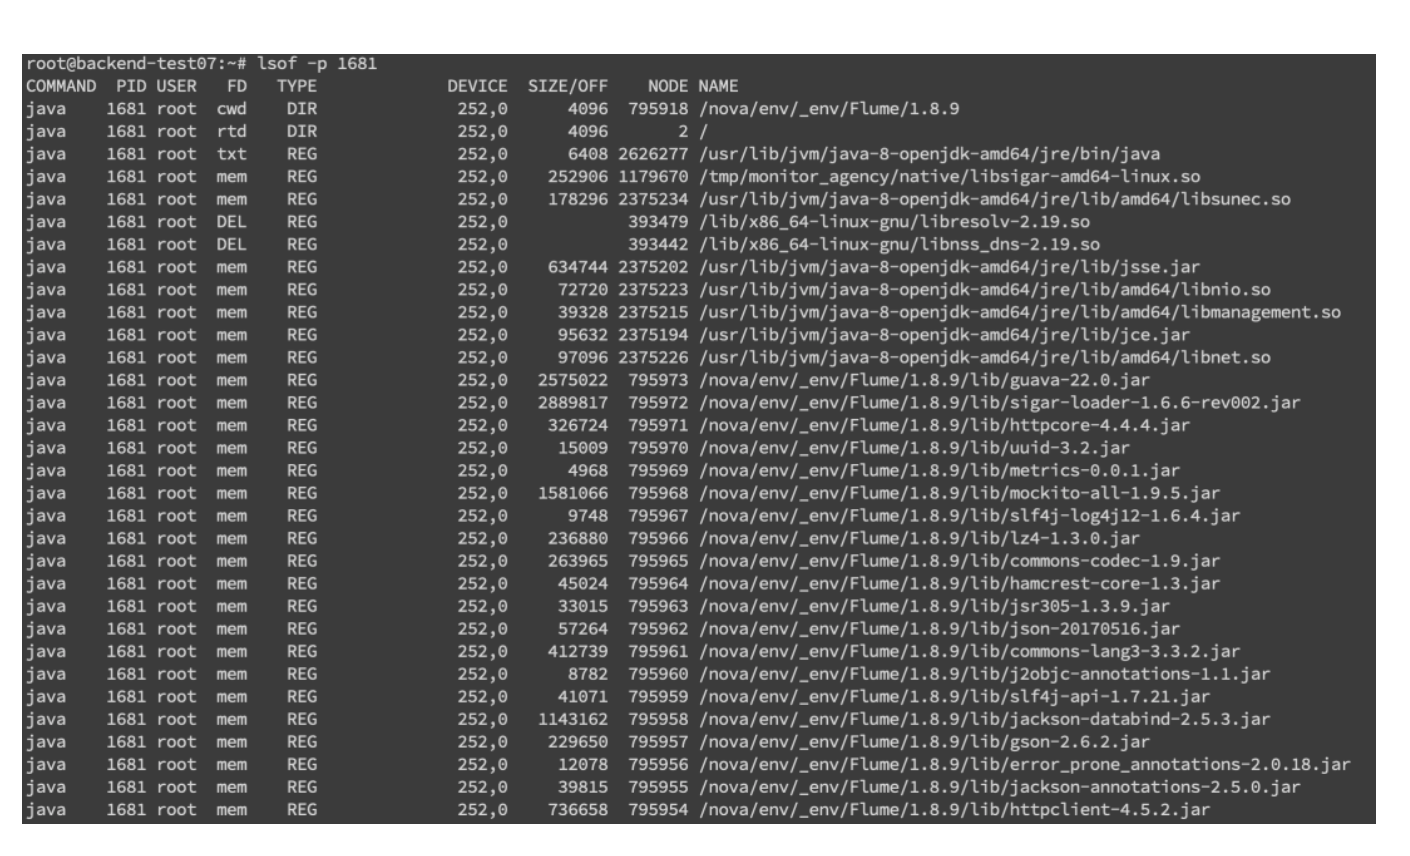 root@backend-test07:~# lsof -p 1681
COMMAND  PID USER   FD   TYPE             DEVICE  SIZE/OFF    NODE NAME
java    1681 root  cwd    DIR              252,0      4096  795918 /nova/env/_env/Flume/1.8.9
java    1681 root  rtd    DIR              252,0      4096       2 /
java    1681 root  txt    REG              252,0      6408 2626277 /usr/lib/jvm/java-8-openjdk-amd64/jre/bin/java
java    1681 root  mem    REG              252,0    252906 1179670 /tmp/monitor_agency/native/libsigar-amd64-linux.so
java    1681 root  mem    REG              252,0    178296 2375234 /usr/lib/jvm/java-8-openjdk-amd64/jre/lib/amd64/libsunec.so
java    1681 root  DEL    REG              252,0            393479 /lib/x86_64-linux-gnu/libresolv-2.19.so
java    1681 root  DEL    REG              252,0            393442 /lib/x86_64-linux-gnu/libnss_dns-2.19.so
java    1681 root  mem    REG              252,0    634744 2375202 /usr/lib/jvm/java-8-openjdk-amd64/jre/lib/jsse.jar
java    1681 root  mem    REG              252,0     72720 2375223 /usr/lib/jvm/java-8-openjdk-amd64/jre/lib/amd64/libnio.so
java    1681 root  mem    REG              252,0     39328 2375215 /usr/lib/jvm/java-8-openjdk-amd64/jre/lib/amd64/libmanagement.so
java    1681 root  mem    REG              252,0     95632 2375194 /usr/lib/jvm/java-8-openjdk-amd64/jre/lib/jce.jar
java    1681 root  mem    REG              252,0     97096 2375226 /usr/lib/jvm/java-8-openjdk-amd64/jre/lib/amd64/libnet.so
java    1681 root  mem    REG              252,0   2575022  795973 /nova/env/_env/Flume/1.8.9/lib/guava-22.0.jar
java    1681 root  mem    REG              252,0   2889817  795972 /nova/env/_env/Flume/1.8.9/lib/sigar-loader-1.6.6-rev002.jar
java    1681 root  mem    REG              252,0    326724  795971 /nova/env/_env/Flume/1.8.9/lib/httpcore-4.4.4.jar
java    1681 root  mem    REG              252,0     15009  795970 /nova/env/_env/Flume/1.8.9/lib/uuid-3.2.jar
java    1681 root  mem    REG              252,0      4968  795969 /nova/env/_env/Flume/1.8.9/lib/metrics-0.0.1.jar
java    1681 root  mem    REG              252,0   1581066  795968 /nova/env/_env/Flume/1.8.9/lib/mockito-all-1.9.5.jar
java    1681 root  mem    REG              252,0      9748  795967 /nova/env/_env/Flume/1.8.9/lib/slf4j-log4j12-1.6.4.jar
java    1681 root  mem    REG              252,0    236880  795966 /nova/env/_env/Flume/1.8.9/lib/lz4-1.3.0.jar
java    1681 root  mem    REG              252,0    263965  795965 /nova/env/_env/Flume/1.8.9/lib/commons-codec-1.9.jar
java    1681 root  mem    REG              252,0     45024  795964 /nova/env/_env/Flume/1.8.9/lib/hamcrest-core-1.3.jar
java    1681 root  mem    REG              252,0     33015  795963 /nova/env/_env/Flume/1.8.9/lib/jsr305-1.3.9.jar
java    1681 root  mem    REG              252,0     57264  795962 /nova/env/_env/Flume/1.8.9/lib/json-20170516.jar
java    1681 root  mem    REG              252,0    412739  795961 /nova/env/_env/Flume/1.8.9/lib/commons-lang3-3.3.2.jar
java    1681 root  mem    REG              252,0      8782  795960 /nova/env/_env/Flume/1.8.9/lib/j2objc-annotations-1.1.jar
java    1681 root  mem    REG              252,0     41071  795959 /nova/env/_env/Flume/1.8.9/lib/slf4j-api-1.7.21.jar
java    1681 root  mem    REG              252,0   1143162  795958 /nova/env/_env/Flume/1.8.9/lib/jackson-databind-2.5.3.jar
java    1681 root  mem    REG              252,0    229650  795957 /nova/env/_env/Flume/1.8.9/lib/gson-2.6.2.jar
java    1681 root  mem    REG              252,0     12078  795956 /nova/env/_env/Flume/1.8.9/lib/error_prone_annotations-2.0.18.jar
java    1681 root  mem    REG              252,0     39815  795955 /nova/env/_env/Flume/1.8.9/lib/jackson-annotations-2.5.0.jar
java    1681 root  mem    REG              252,0    736658  795954 /nova/env/_env/Flume/1.8.9/lib/httpclient-4.5.2.jar